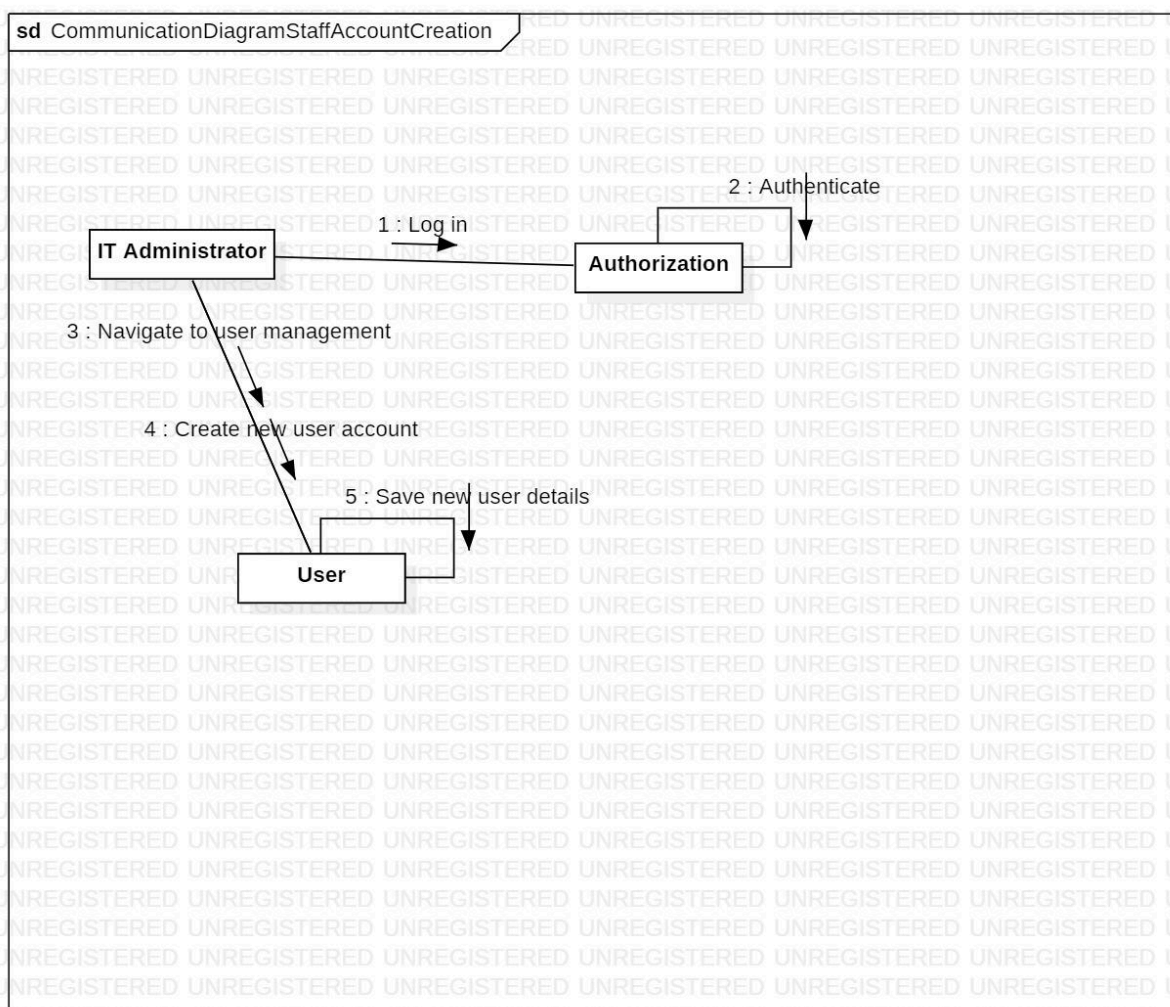 sd CommunicationDiagramStaffAccountCreation
2 : Authenticate
1 : Log in
IT Administrator
Authorization
3 : Navigate to user management
4 : Create new user account
5 : Save new user details
User
UNREGISTERED